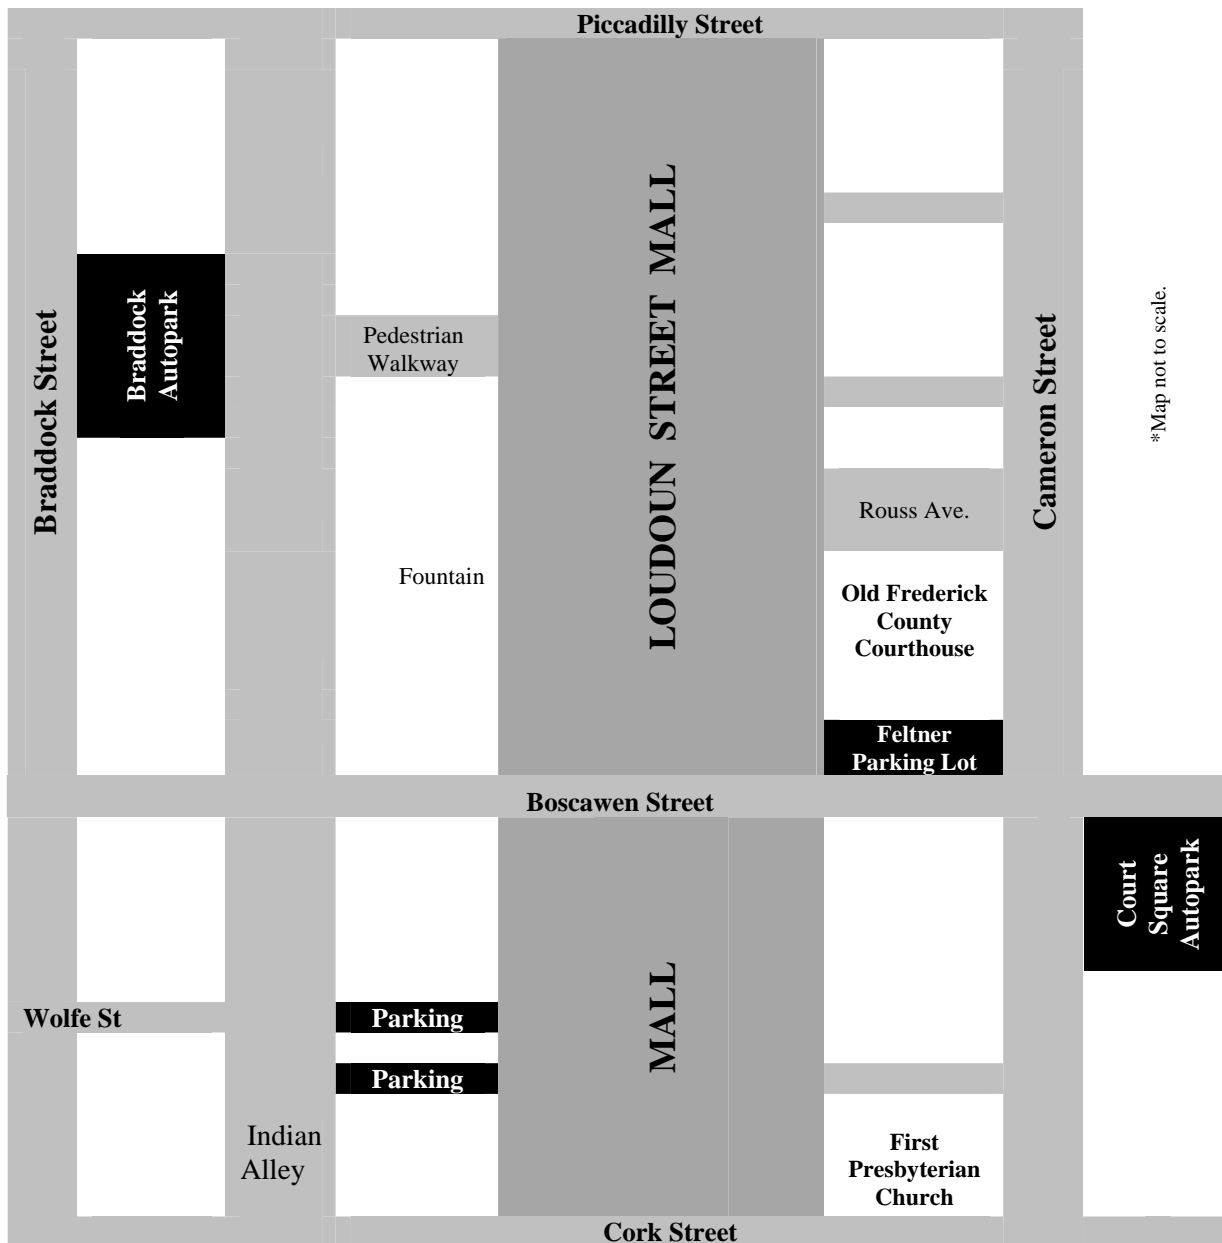 Piccadilly Street
LOUDOUN STREET MALL
Braddock
Autopark
Pedestrian
Walkway
Braddock Street
Cameron Street
*Map not to scale.
Rouss Ave.
Fountain
Old Frederick
County
Courthouse
Feltner
Parking Lot
Boscawen Street
Court
Square
Autopark
MALL
Wolfe St
Parking
Parking
Indian
Alley
First
Presbyterian
Church
Cork Street